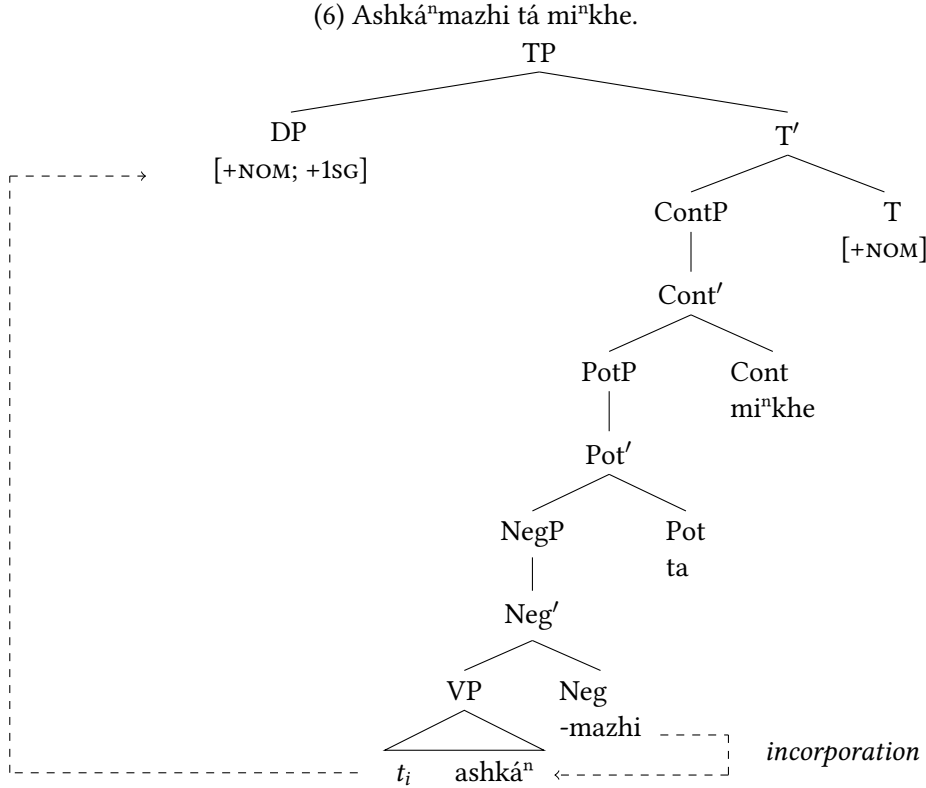 (6) Ashkáⁿmazhi tá miⁿkhe.
TP
DP T′
[+NOM; +1SG]
ContP T
[+NOM]
Cont′
PotP Cont
miⁿkhe
Pot′
NegP Pot
ta
Neg′
VP Neg
-mazhi
incorporation
tᵢ ashkáⁿ